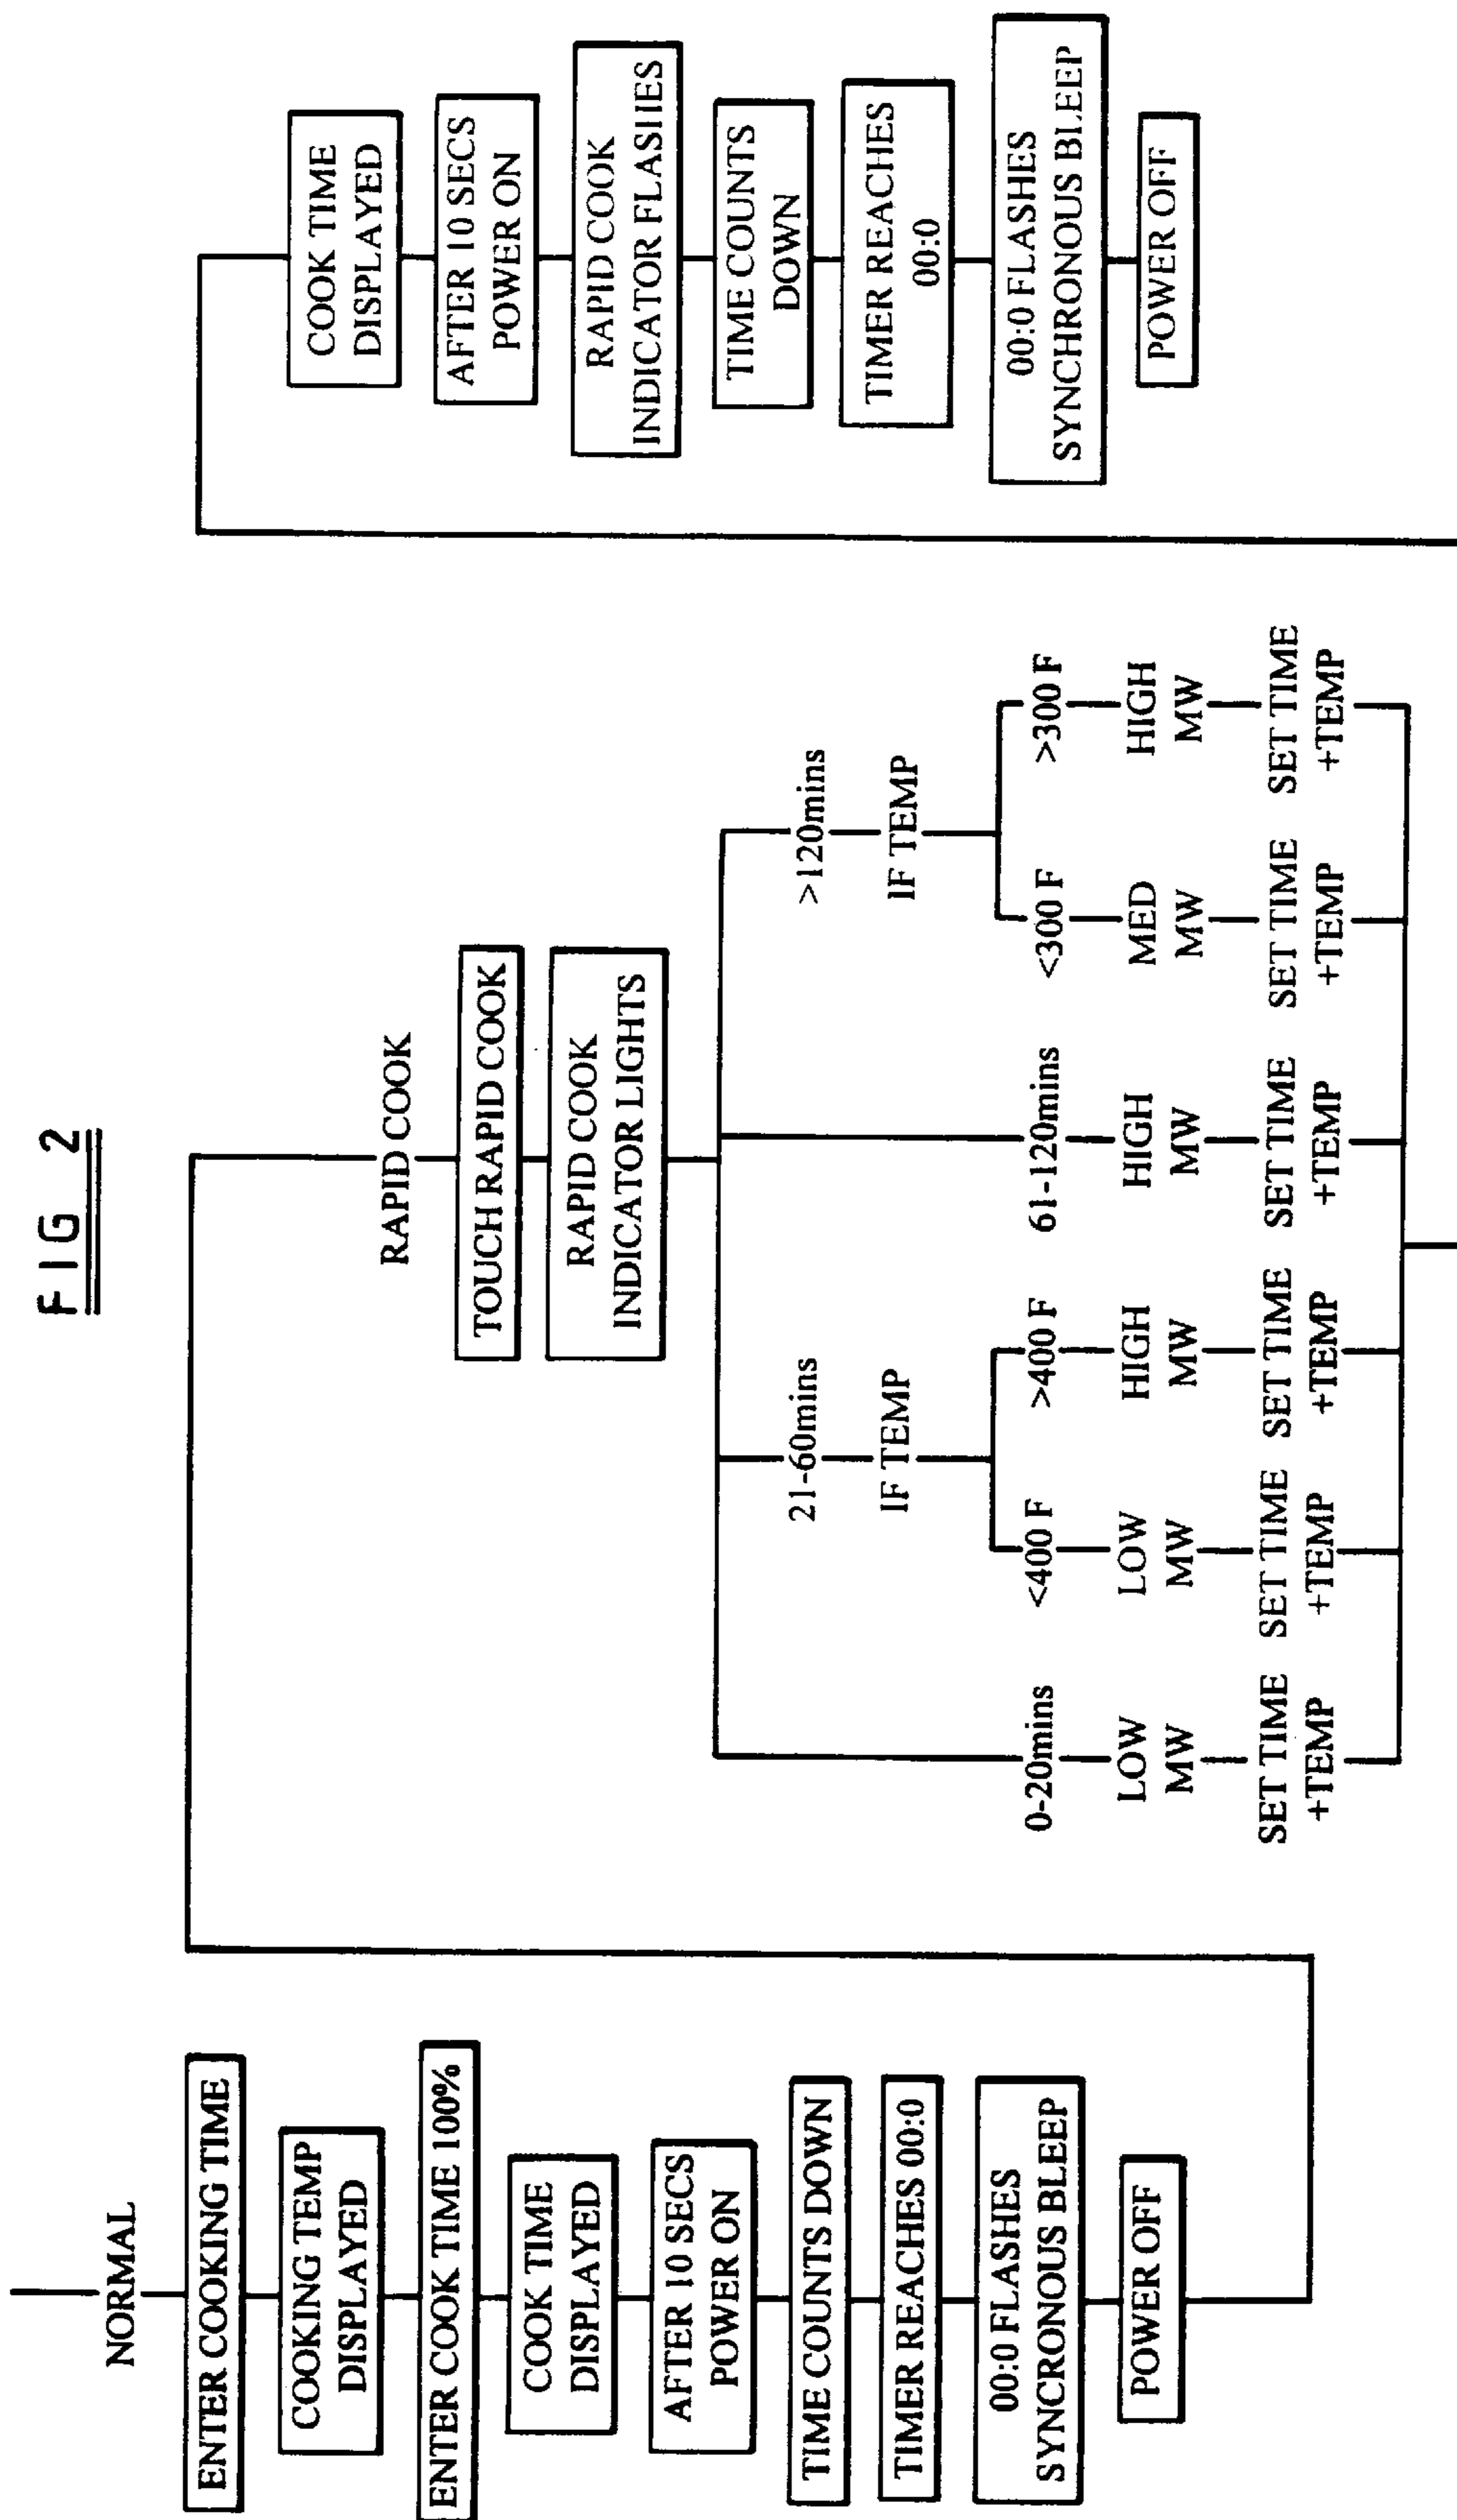 FIG 2
NORMAL
ENTER COOKING TIME
COOKING TEMP
DISPLAYED
ENTER COOK TIME 100%
COOK TIME
DISPLAYED
AFTER 10 SECS
POWER ON
TIME COUNTS DOWN
TIMER REACHES 00:0
00:0 FLASHES
SYNCRONOUS BLEEP
POWER OFF
RAPID COOK
TOUCH RAPID COOK
RAPID COOK
INDICATOR LIGHTS
0-20mins
LOW
MW
SET TIME
+TEMP
21-60mins
IF TEMP
<400 F
LOW
MW
SET TIME
+TEMP
>400 F
HIGH
MW
SET TIME
+TEMP
61-120mins
HIGH
MW
SET TIME
+TEMP
>120mins
IF TEMP
<300 F
MED
MW
SET TIME
+TEMP
>300 F
HIGH
MW
SET TIME
+TEMP
COOK TIME
DISPLAYED
AFTER 10 SECS
POWER ON
RAPID COOK
INDICATOR FLASHES
TIME COUNTS
DOWN
TIMER REACHES
00:0
00:0 FLASHES
SYNCHRONOUS BLEEP
POWER OFF